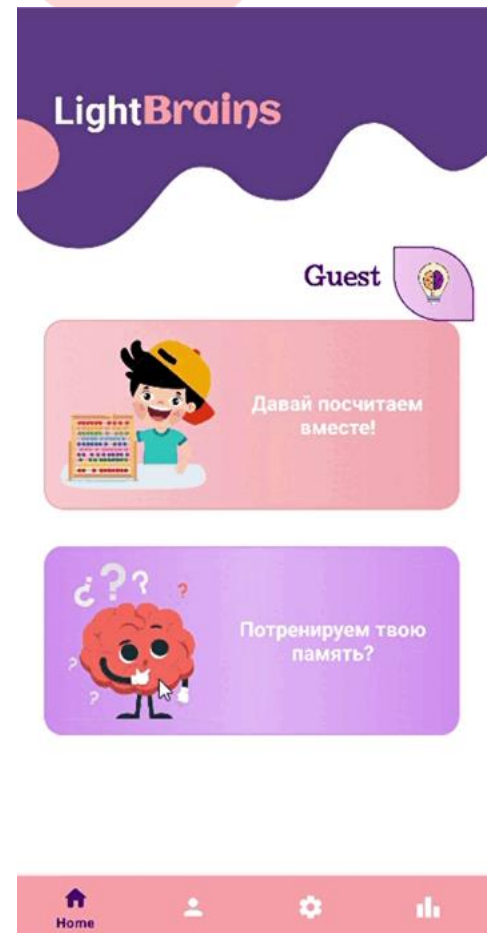 LightBrains
Guest
Давай посчитаем
вместе!
Потренируем твою
память?
Home